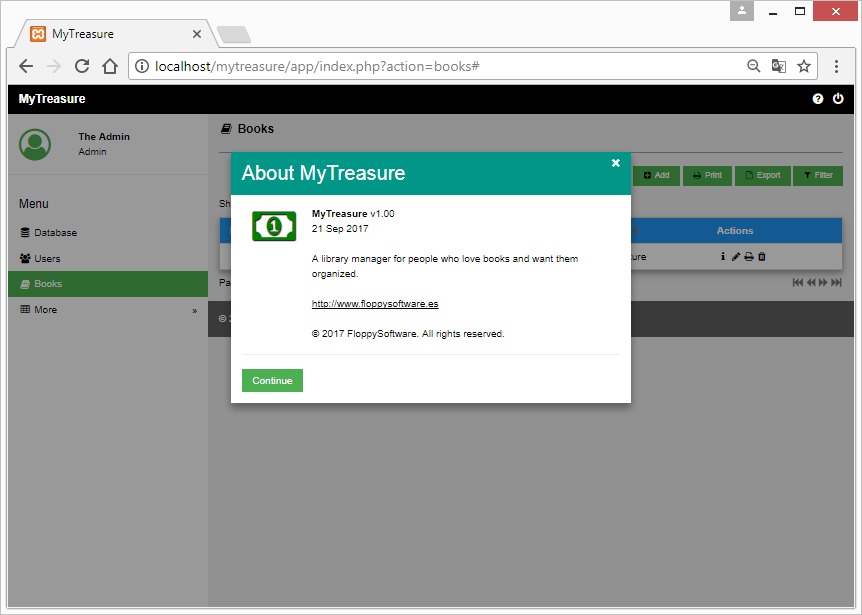 MyTreasure
localhost/mytreasure/app/index.php?action=books#
MyTreasure
The Admin
Admin
Menu
Database
Users
Books
More »
Books
Add Print Export Filter
Sh
Actions
ure
Pa
©
About MyTreasure
1
MyTreasure v1.00
21 Sep 2017
A library manager for people who love books and want them
organized.
http://www.floppysoftware.es
© 2017 FloppySoftware. All rights reserved.
Continue